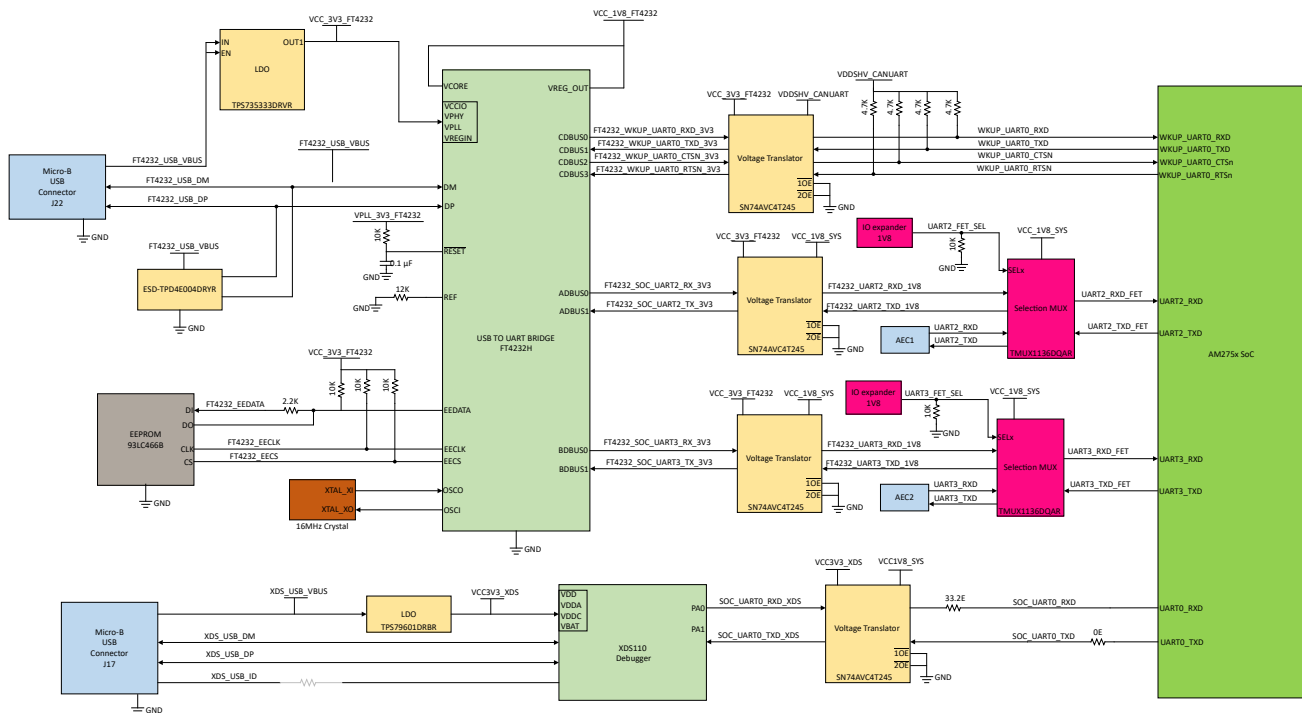 VCC_3V3_FT4232
VCC_1V8_FT4232
IN
EN
OUT1
LDO
TPS735333DRVR
VCORE
VREG_OUT
VCCIO
VPHY
VPLL
VREGIN
VDDSHV_CANUART
VCC_3V3_FT4232
VDDSHV_CANUART
4.7K
4.7K
4.7K
4.7K
FT4232_USB_VBUS
CDBUS0
FT4232_WKUP_UART0_RXD_3V3
WKUP_UART0_RXD
WKUP_UART0_RXD
CDBUS1
FT4232_WKUP_UART0_TXD_3V3
Voltage Translator
WKUP_UART0_TXD
WKUP_UART0_TXD
CDBUS2
FT4232_WKUP_UART0_CTSN_3V3
WKUP_UART0_CTSN
WKUP_UART0_CTSn
CDBUS3
FT4232_WKUP_UART0_RTSN_3V3
WKUP_UART0_RTSN
WKUP_UART0_RTSn
1OE
2OE
GND
SN74AVC4T245
Micro-B
USB
Connector
J22
FT4232_USB_VBUS
FT4232_USB_DM
DM
FT4232_USB_DP
DP
GND
VPLL_3V3_FT4232
10K
RESET
0.1 µF
GND
FT4232_USB_VBUS
ESD-TPD4E004DRYR
GND
12K
GND
REF
USB TO UART BRIDGE
FT4232H
IO expander
1V8
UART2_FET_SEL
10K
GND
VCC_1V8_SYS
VCC_3V3_FT4232
VCC_1V8_SYS
SELx
ADBUS0
FT4232_SOC_UART2_RX_3V3
FT4232_UART2_RXD_1V8
UART2_RXD_FET
UART2_RXD
ADBUS1
FT4232_SOC_UART2_TX_3V3
Voltage Translator
FT4232_UART2_TXD_1V8
Selection MUX
1OE
2OE
GND
SN74AVC4T245
AEC1
UART2_RXD
UART2_TXD
UART2_TXD_FET
UART2_TXD
TMUX1136DQAR
AM275x SoC
VCC_3V3_FT4232
10K
10K
10K
2.2K
EEPROM
93LC466B
DI
FT4232_EEDATA
EEDATA
DO
CLK
FT4232_EECLK
EECLK
CS
FT4232_EECS
EECS
GND
XTAL_XI
OSCO
XTAL_XO
OSCI
16MHz Crystal
GND
IO expander
1V8
UART3_FET_SEL
10K
GND
VCC_1V8_SYS
VCC_3V3_FT4232
VCC_1V8_SYS
SELx
BDBUS0
FT4232_SOC_UART3_RX_3V3
FT4232_UART3_RXD_1V8
UART3_RXD_FET
UART3_RXD
BDBUS1
FT4232_SOC_UART3_TX_3V3
Voltage Translator
FT4232_UART3_TXD_1V8
Selection MUX
1OE
2OE
GND
SN74AVC4T245
AEC2
UART3_RXD
UART3_TXD
UART3_TXD_FET
UART3_TXD
TMUX1136DQAR
Micro-B
USB
Connector
J17
XDS_USB_VBUS
LDO
TPS79601DRBR
VCC3V3_XDS
VDD
VDDA
VDDC
VBAT
XDS_USB_DM
XDS_USB_DP
XDS_USB_ID
GND
XDS110
Debugger
VCC3V3_XDS
VCC1V8_SYS
PA0
SOC_UART0_RXD_XDS
33.2E
SOC_UART0_RXD
UART0_RXD
PA1
Voltage Translator
SOC_UART0_TXD_XDS
SOC_UART0_TXD
0E
UART0_TXD
1OE
2OE
GND
SN74AVC4T245